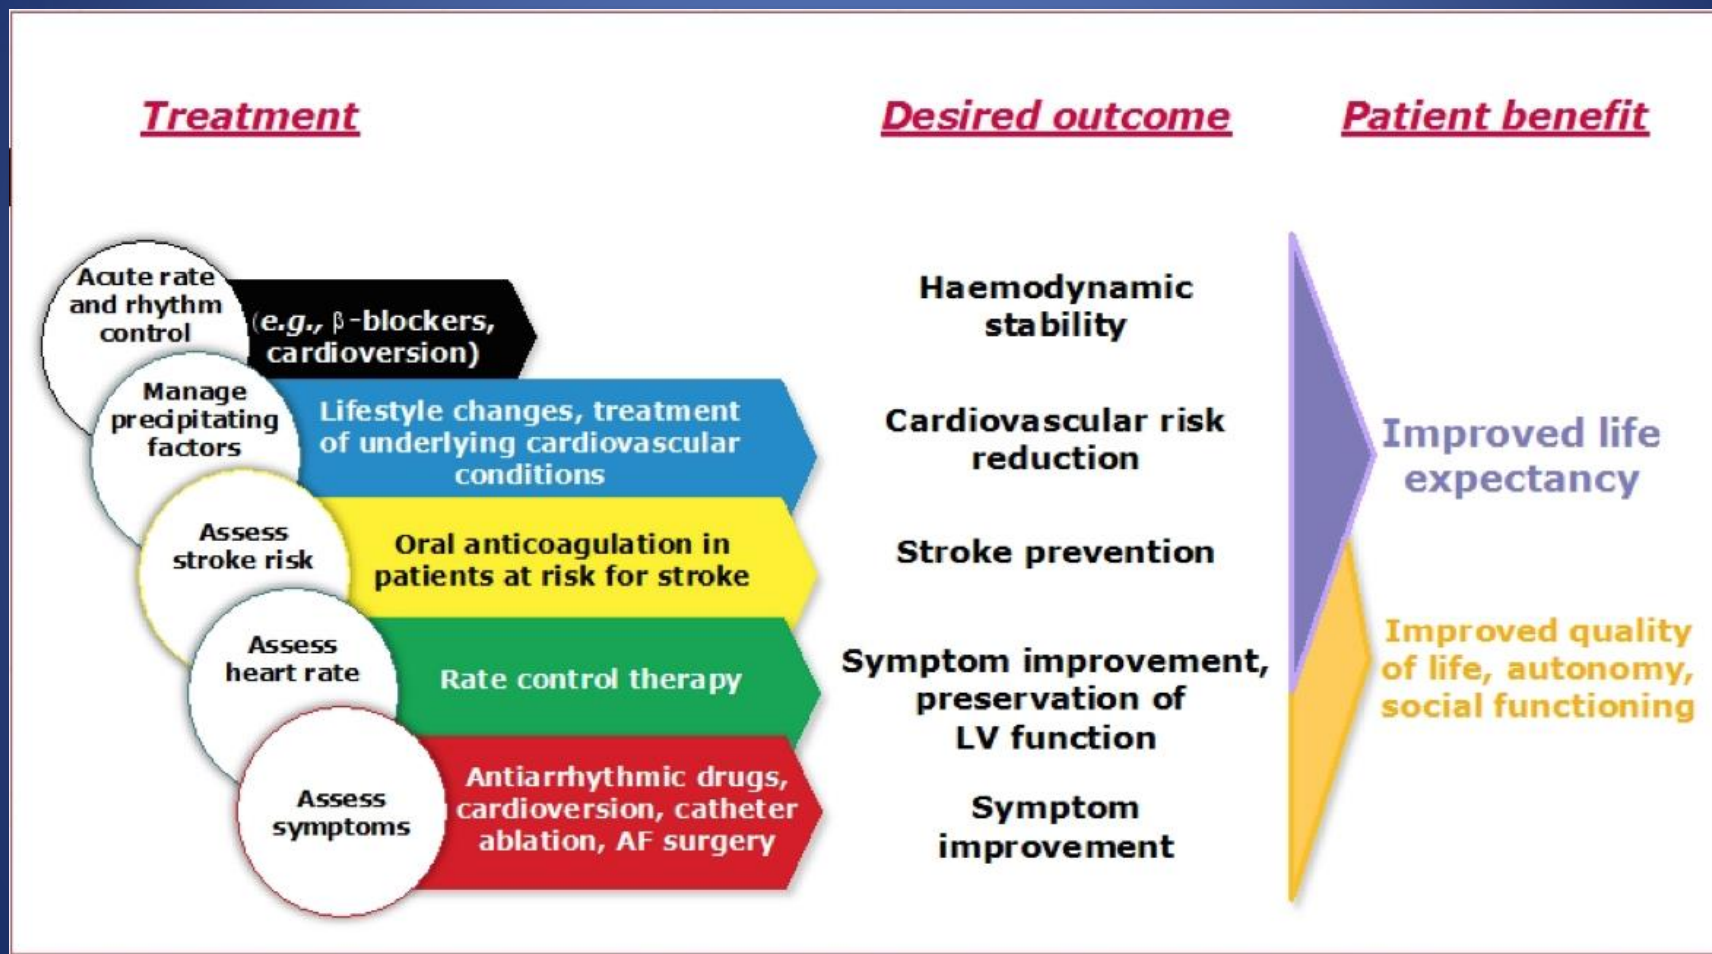 Treatment
Desired outcome
Patient benefit
Acute rate
and rhythm
control
(e.g., β-blockers,
cardioversion)
Haemodynamic
stability
Manage
precipitating
factors
Lifestyle changes, treatment
of underlying cardiovascular
conditions
Cardiovascular risk
reduction
Assess
stroke risk
Oral anticoagulation in
patients at risk for stroke
Stroke prevention
Assess
heart rate
Rate control therapy
Symptom improvement,
preservation of
LV function
Assess
symptoms
Antiarrhythmic drugs,
cardioversion, catheter
ablation, AF surgery
Symptom
improvement
Improved life
expectancy
Improved quality
of life, autonomy,
social functioning